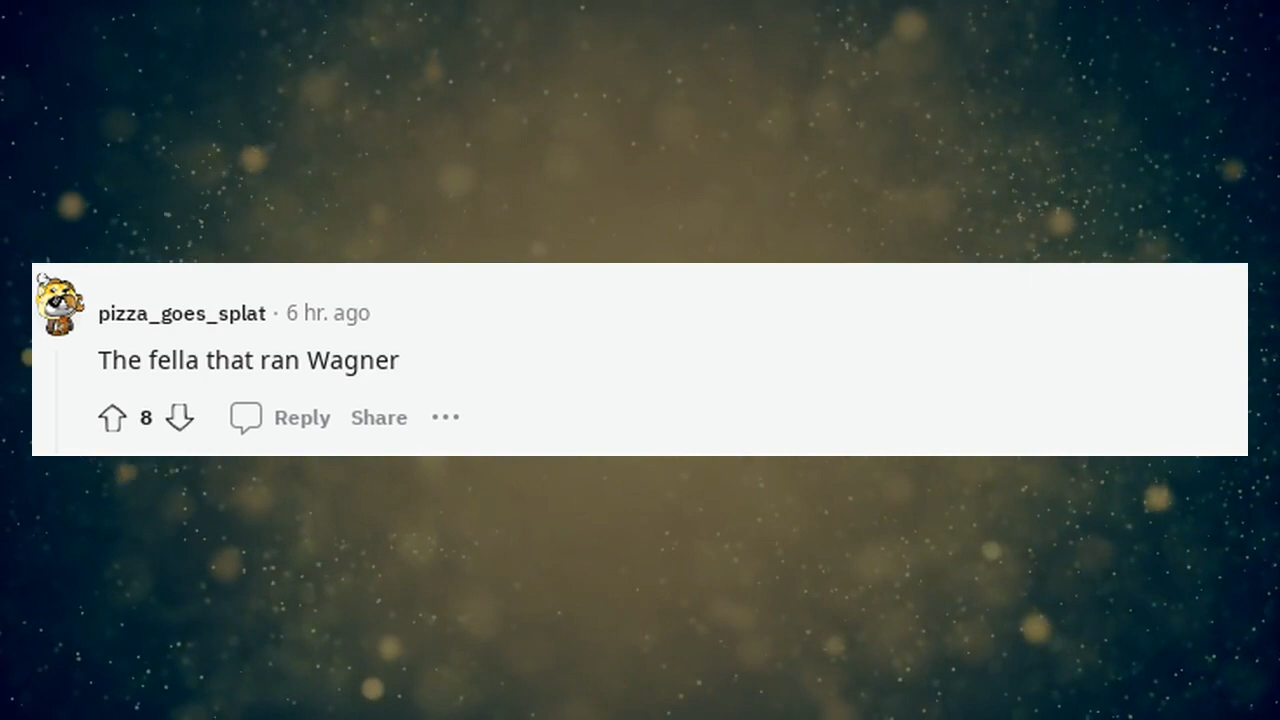 pizza_goes_splat · 6 hr. ago
The fella that ran Wagner
8 Reply Share ···